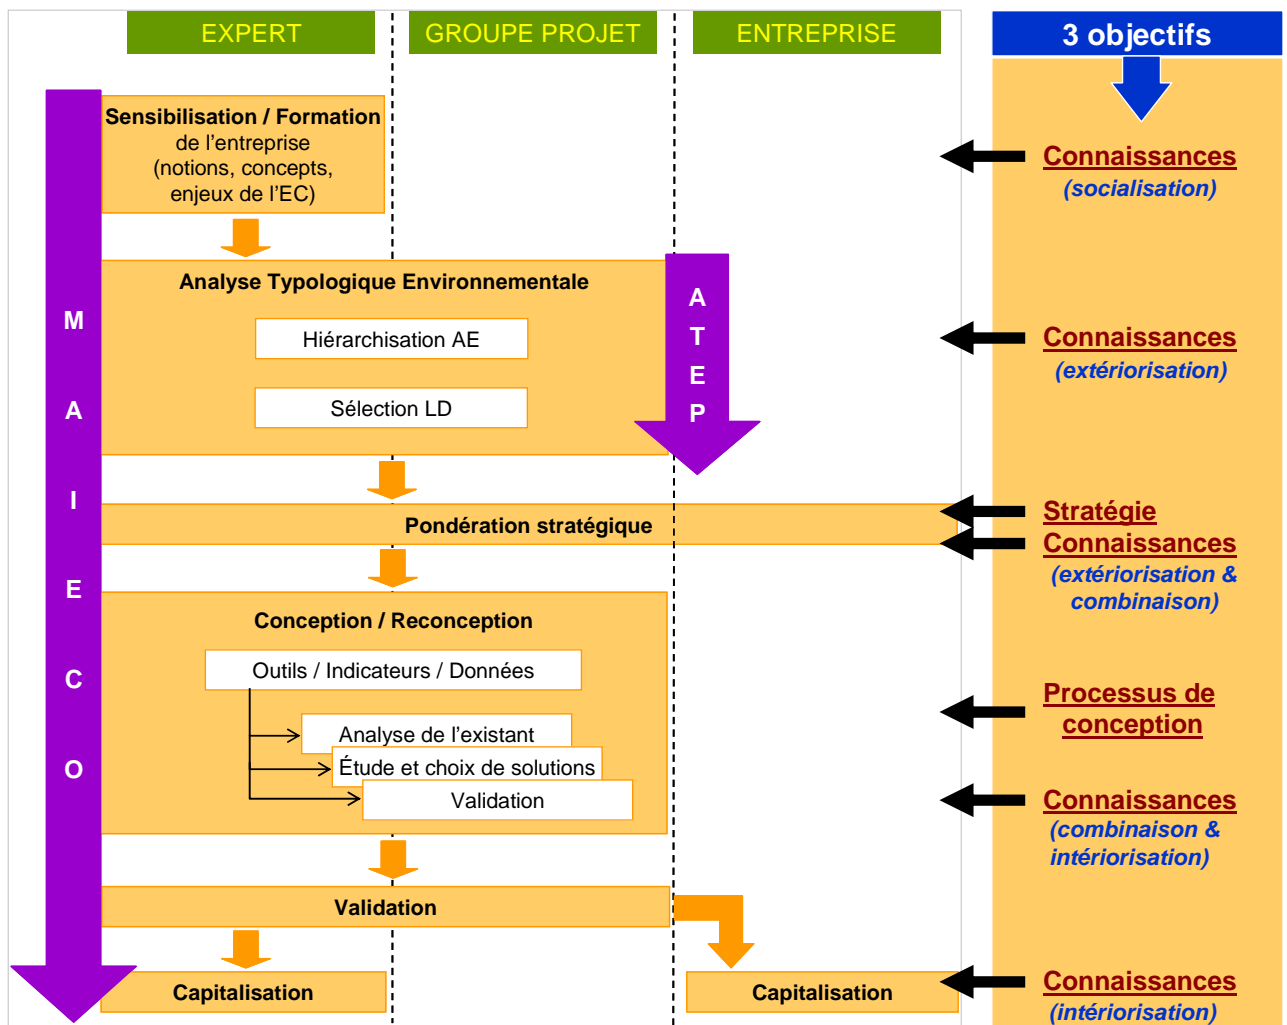 EXPERT
GROUPE PROJET
ENTREPRISE
3 objectifs
Sensibilisation / Formation
de l'entreprise
(notions, concepts,
enjeux de l'EC)
Connaissances
(socialisation)
M
A
I
E
C
O
Analyse Typologique Environnementale
Hiérarchisation AE
Sélection LD
A
T
E
P
Connaissances
(extériorisation)
Pondération stratégique
Stratégie
Connaissances
(extériorisation &
combinaison)
Conception / Reconception
Outils / Indicateurs / Données
Analyse de l'existant
Étude et choix de solutions
Validation
Processus de
conception
Connaissances
(combinaison &
intériorisation)
Validation
Capitalisation
Capitalisation
Connaissances
(intériorisation)